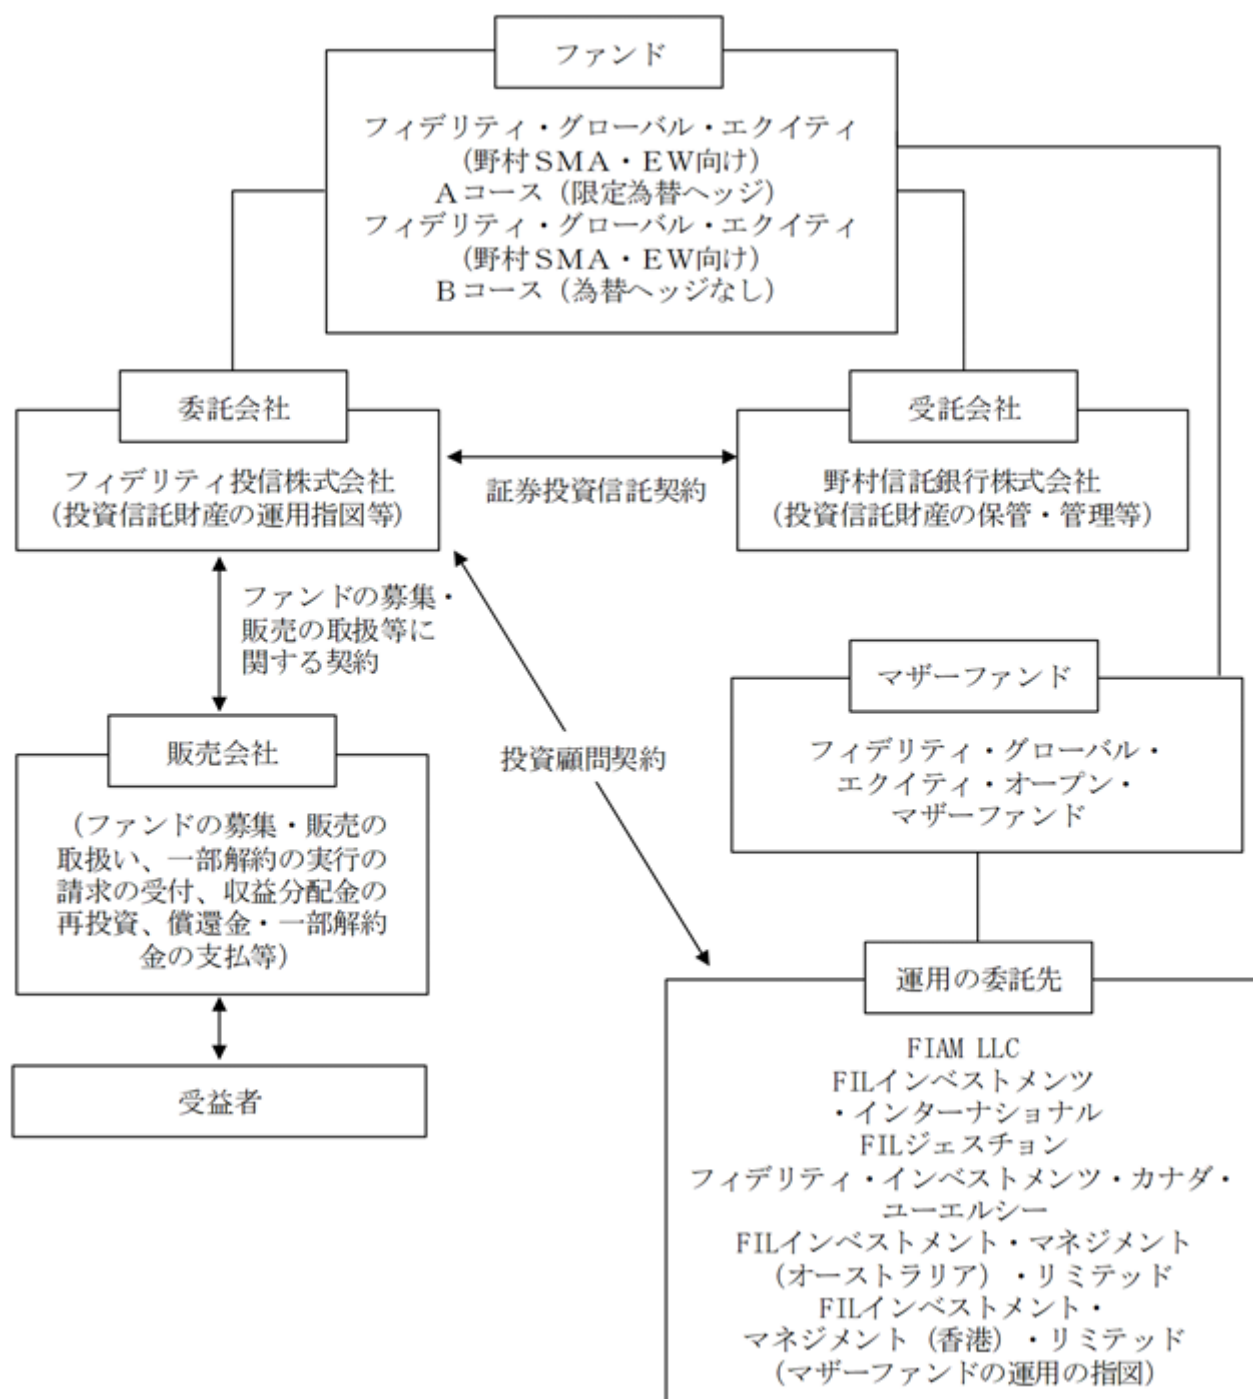 ファンド
フィデリティ・グローバル・エクイティ
（野村ＳＭＡ・ＥＷ向け）
Ａコース（限定為替ヘッジ）
フィデリティ・グローバル・エクイティ
（野村ＳＭＡ・ＥＷ向け）
Ｂコース（為替ヘッジなし）
委託会社
フィデリティ投信株式会社
（投資信託財産の運用指図等）
証券投資信託契約
受託会社
野村信託銀行株式会社
（投資信託財産の保管・管理等）
ファンドの募集・
販売の取扱等に
関する契約
投資顧問契約
マザーファンド
フィデリティ・グローバル・
エクイティ・オープン・
マザーファンド
販売会社
（ファンドの募集・販売の
取扱い、一部解約の実行の
請求の受付、収益分配金の
再投資、償還金・一部解約
金の支払等）
受益者
運用の委託先
FIAM LLC
FILインベストメンツ
・インターナショナル
FILジェスチョン
フィデリティ・インベストメンツ・カナダ・
ユーエルシー
FILインベストメント・マネジメント
（オーストラリア）・リミテッド
FILインベストメント・
マネジメント（香港）・リミテッド
（マザーファンドの運用の指図）